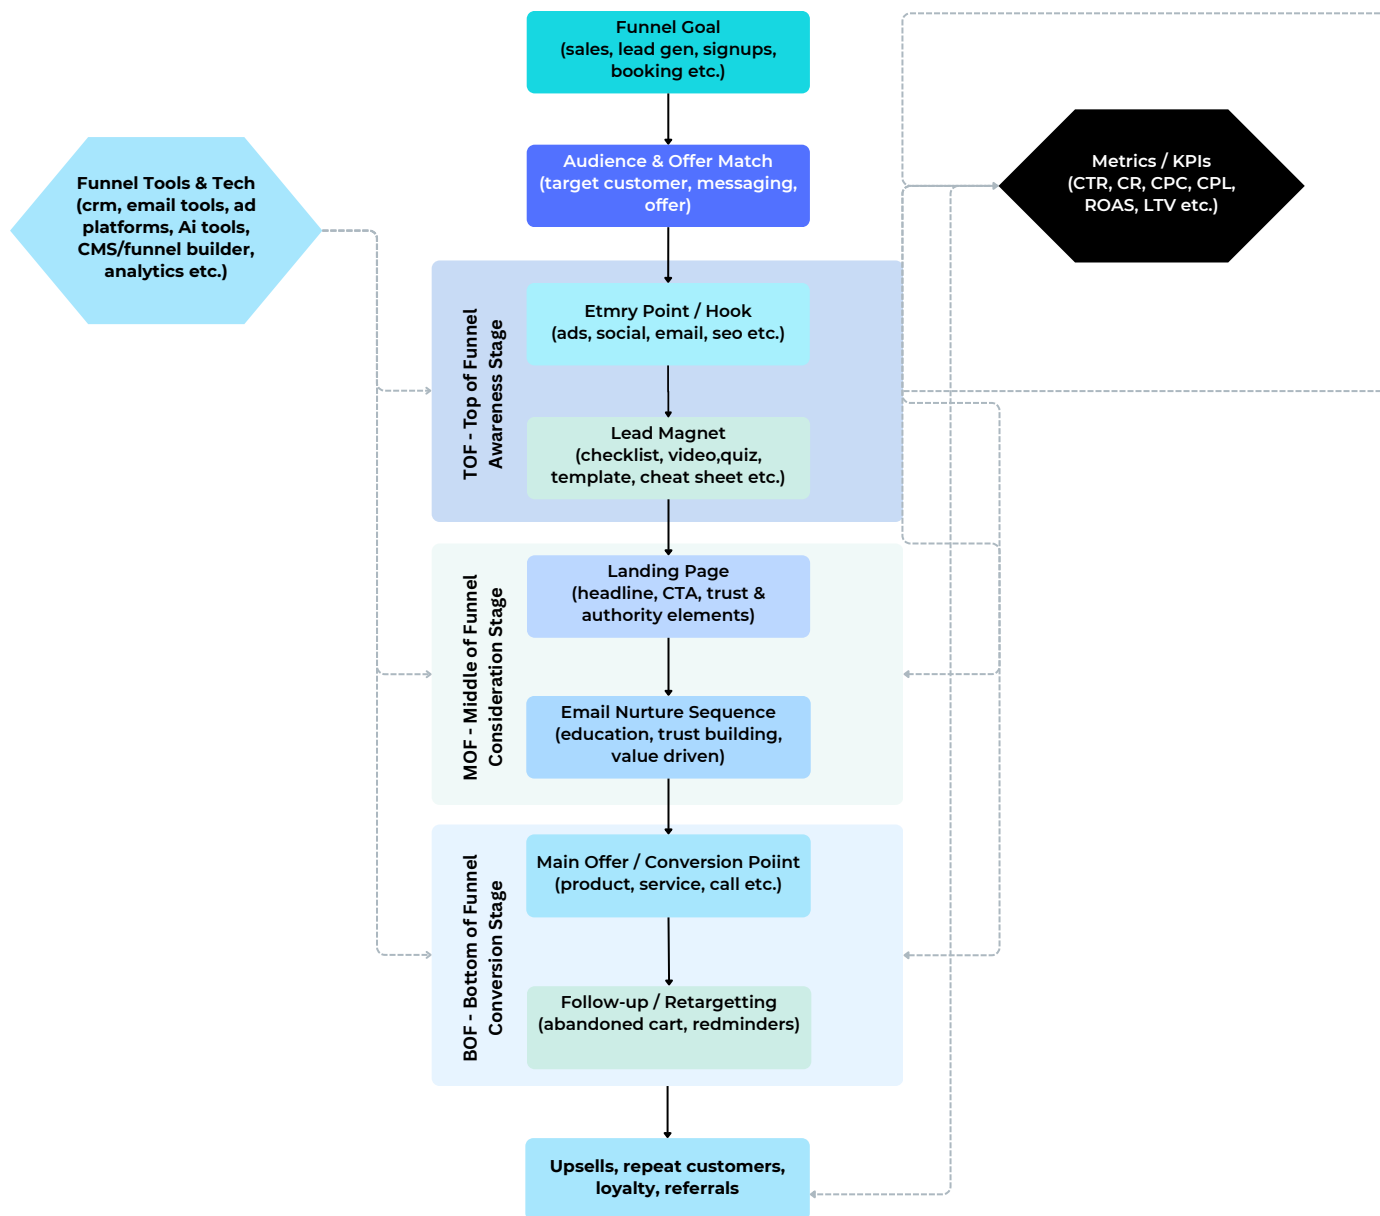 Funnel Goal
(sales, lead gen, signups,
booking etc.)
Audience & Offer Match
(target customer, messaging,
offer)
Metrics / KPIs
(CTR, CR, CPC, CPL,
ROAS, LTV etc.)
Funnel Tools & Tech
(crm, email tools, ad
platforms, Ai tools,
CMS/funnel builder,
analytics etc.)
TOF - Top of Funnel
Awareness Stage
Etmry Point / Hook
(ads, social, email, seo etc.)
Lead Magnet
(checklist, video,quiz,
template, cheat sheet etc.)
MOF - Middle of Funnel
Consideration Stage
Landing Page
(headline, CTA, trust &
authority elements)
Email Nurture Sequence
(education, trust building,
value driven)
BOF - Bottom of Funnel
Conversion Stage
Main Offer / Conversion Poiint
(product, service, call etc.)
Follow-up / Retargetting
(abandoned cart, redminders)
Upsells, repeat customers,
loyalty, referrals